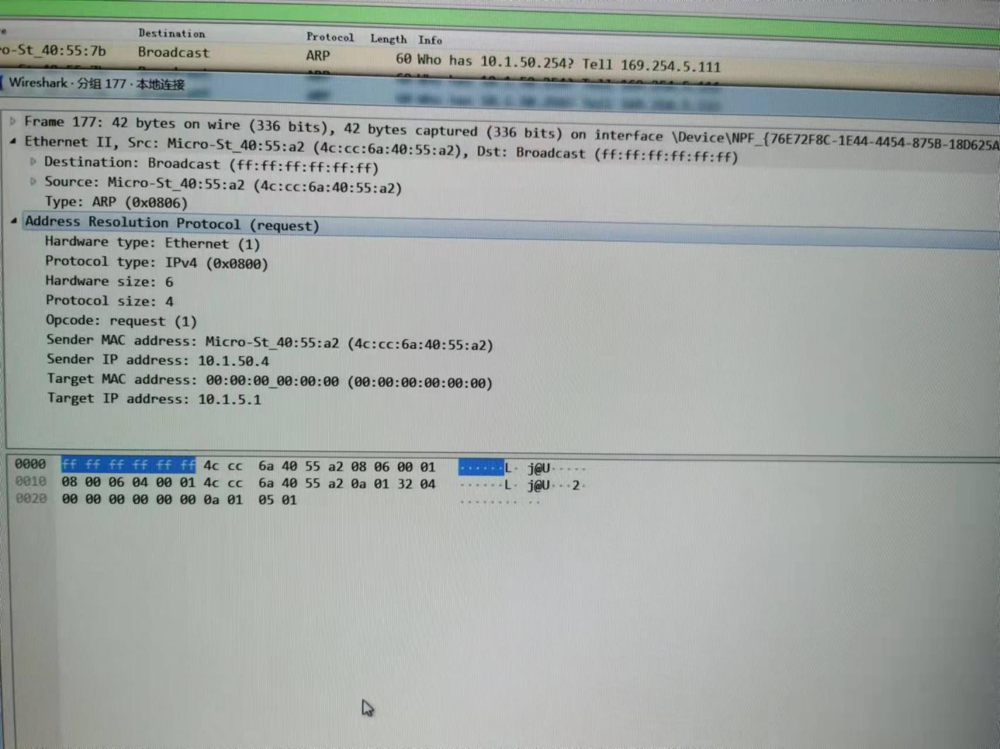 e Destination Protocol Length Info
o-St_40:55:7b Broadcast ARP 60 Who has 10.1.50.254? Tell 169.254.5.111
Wireshark · 分组 177 · 本地连接
Frame 177: 42 bytes on wire (336 bits), 42 bytes captured (336 bits) on interface \Device\NPF_{76E72F8C-1E44-4454-875B-18D625A
Ethernet II, Src: Micro-St_40:55:a2 (4c:cc:6a:40:55:a2), Dst: Broadcast (ff:ff:ff:ff:ff:ff)
Destination: Broadcast (ff:ff:ff:ff:ff:ff)
Source: Micro-St_40:55:a2 (4c:cc:6a:40:55:a2)
Type: ARP (0x0806)
Address Resolution Protocol (request)
Hardware type: Ethernet (1)
Protocol type: IPv4 (0x0800)
Hardware size: 6
Protocol size: 4
Opcode: request (1)
Sender MAC address: Micro-St_40:55:a2 (4c:cc:6a:40:55:a2)
Sender IP address: 10.1.50.4
Target MAC address: 00:00:00_00:00:00 (00:00:00:00:00:00)
Target IP address: 10.1.5.1
0000 ff ff ff ff ff ff 4c cc 6a 40 55 a2 08 06 00 01 ······L· j@U·····
0010 08 00 06 04 00 01 4c cc 6a 40 55 a2 0a 01 32 04 ······L· j@U···2·
0020 00 00 00 00 00 00 0a 01 05 01 ········ ··